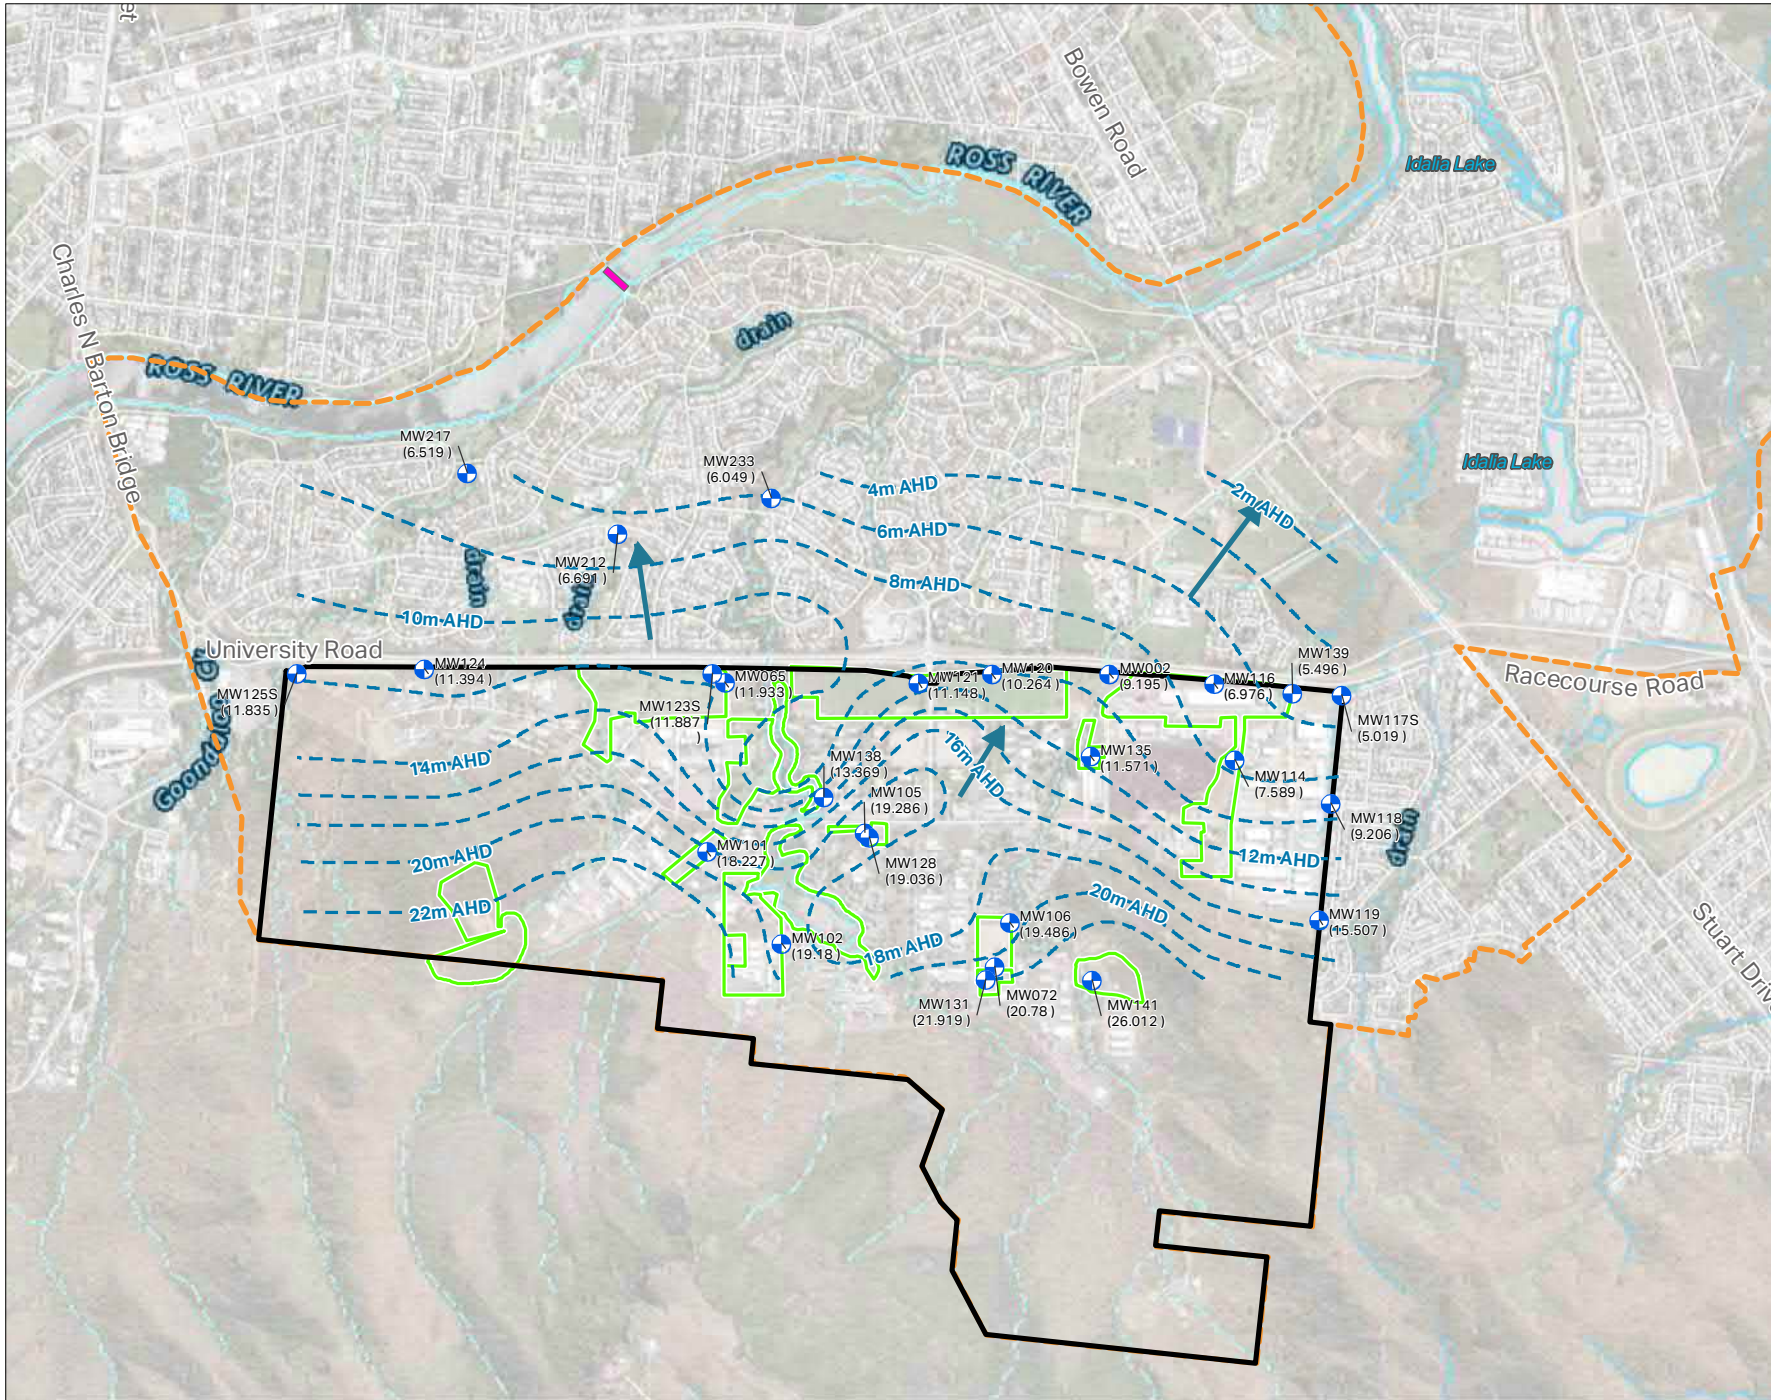 et
Bowen Road
ROSS RIVER
Idalia Lake
Charles N Barton Bridge
drain
ROSS RIVER
MW217
(6.519 )
MW233
(6.049 )
Idalia Lake
4m AHD
2m AHD
6m AHD
MW212
(6.691 )
drain
drain
8m AHD
10m AHD
University Road
MW124
(11.394 )
MW125S
(11.835 )
MW065
(11.933 )
MW123S
(11.887
)
MW121
(11.148 )
MW120
(10.264 )
MW002
(9.195 )
MW116
(6.976 )
MW139
(5.496 )
MW117S
(5.019 )
Racecourse Road
14m AHD
16m AHD
MW138
(13.369 )
MW135
(11.571 )
MW114
(7.589 )
MW105
(19.286 )
MW118
(9.206 )
drain
MW101
(18.227 )
MW128
(19.036 )
12m AHD
20m AHD
22m AHD
20m AHD
MW106
(19.486 )
MW119
(15.507 )
MW102
(19.18 )
18m AHD
MW131
(21.919 )
MW072
(20.78 )
MW141
(26.012 )
Stuart Drive